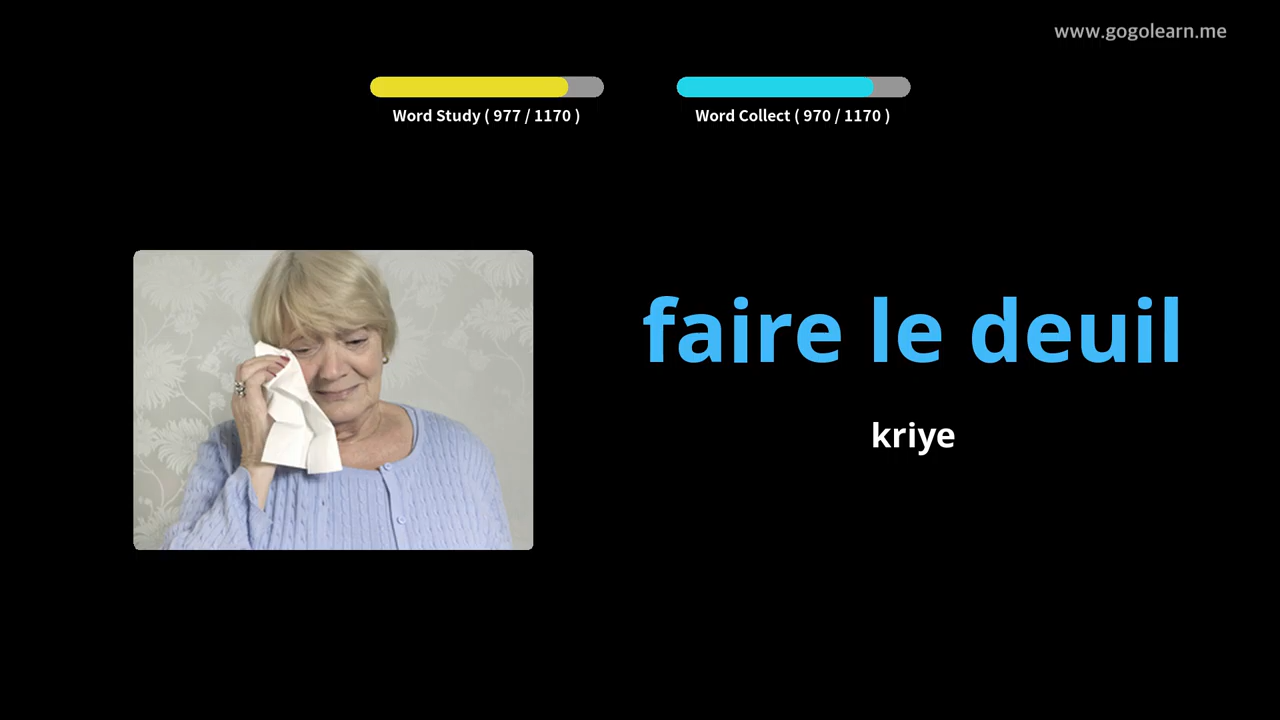 www.gogolearn.me
Word Study ( 977 / 1170 )
Word Collect ( 970 / 1170 )
faire le deuil
kriye